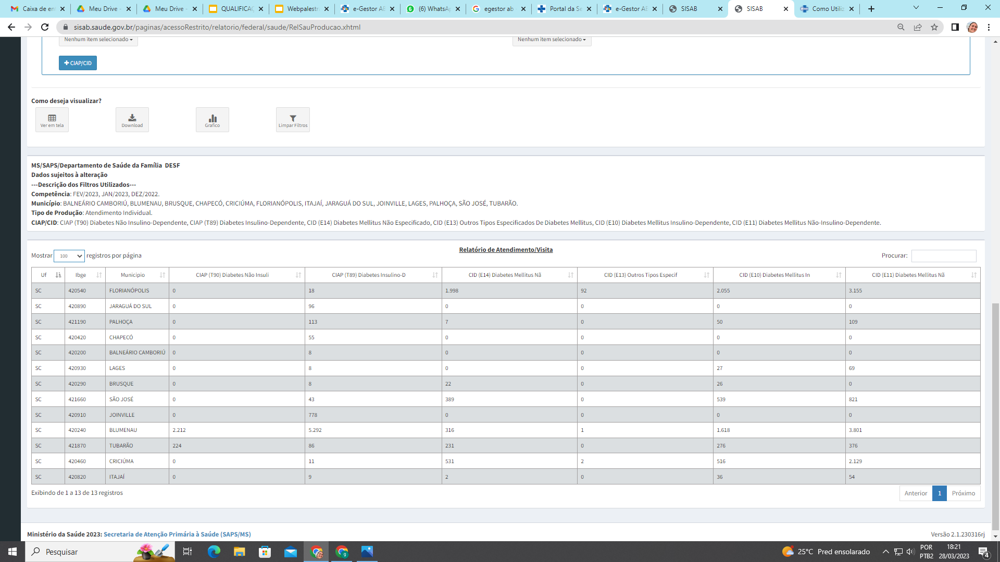 Caixa de en
Meu Drive -
Meu Drive -
QUALIFICAÇ
Webpalestr
e-Gestor AB
(6) WhatsAp
egestor ab
Portal da Se
e-Gestor AB
SISAB
SISAB
Como Utiliz
sisab.saude.gov.br/paginas/acessoRestrito/relatorio/federal/saude/RelSauProducao.xhtml
Nenhum item selecionado
Nenhum item selecionado
CIAP/CID
Como deseja visualizar?
Ver em tela
Download
Grafico
Limpar Filtros
MS/SAPS/Departamento de Saúde da Família DESF
Dados sujeitos à alteração
---Descrição dos Filtros Utilizados---
Competência: FEV/2023, JAN/2023, DEZ/2022.
Município: BALNEÁRIO CAMBORIÚ, BLUMENAU, BRUSQUE, CHAPECÓ, CRICIÚMA, FLORIANÓPOLIS, ITAJAÍ, JARAGUÁ DO SUL, JOINVILLE, LAGES, PALHOÇA, SÃO JOSÉ, TUBARÃO.
Tipo de Produção: Atendimento Individual.
CIAP/CID: CIAP (T90) Diabetes Não Insulino-Dependente, CIAP (T89) Diabetes Insulino-Dependente, CID (E14) Diabetes Mellitus Não Especificado, CID (E13) Outros Tipos Especificados De Diabetes Mellitus, CID (E10) Diabetes Mellitus Insulino-Dependente, CID (E11) Diabetes Mellitus Não-Insulino-Dependente.
Relatório de Atendimento/Visita
Mostrar 100 registros por página
Procurar:
Uf Ibge Municipio CIAP (T90) Diabetes Não Insuli CIAP (T89) Diabetes Insulino-D CID (E14) Diabetes Mellitus Nã CID (E13) Outros Tipos Especif CID (E10) Diabetes Mellitus In CID (E11) Diabetes Mellitus Nã
SC 420540 FLORIANÓPOLIS 0 18 1.998 92 2.055 3.155
SC 420890 JARAGUÁ DO SUL 0 96 0 0 0 0
SC 421190 PALHOÇA 0 113 7 0 50 109
SC 420420 CHAPECÓ 0 55 0 0 0 0
SC 420200 BALNEÁRIO CAMBORIÚ 0 8 0 0 0 0
SC 420930 LAGES 0 8 0 0 27 69
SC 420290 BRUSQUE 0 8 22 0 26 0
SC 421660 SÃO JOSÉ 0 43 389 0 539 821
SC 420910 JOINVILLE 0 778 0 0 0 0
SC 420240 BLUMENAU 2.212 5.292 316 1 1.618 3.801
SC 421870 TUBARÃO 224 86 231 0 276 376
SC 420460 CRICIÚMA 0 11 531 2 516 2.129
SC 420820 ITAJAÍ 0 9 2 0 36 54
Exibindo de 1 a 13 de 13 registros
Anterior 1 Próximo
Ministério da Saúde 2023: Secretaria de Atenção Primária à Saúde (SAPS/MS)
Versão 2.1.230316rj
Pesquisar
25°C Pred ensolarado
POR
PTB2
18:21
28/03/2023
4